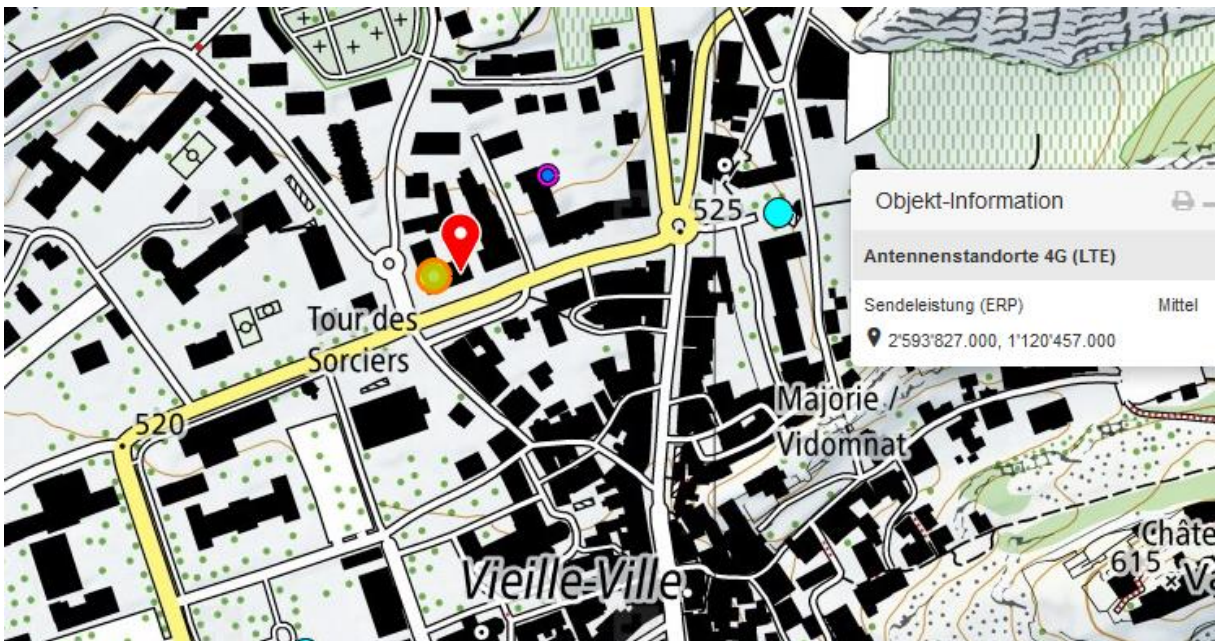 525
Objekt-Information
Antennenstandorte 4G (LTE)
Sendeleistung (ERP) Mittel
2'593'827.000, 1'120'457.000
Tour des
Sorciers
520
Majorie /
Vidomnat
Vieille-Ville
Châte
615